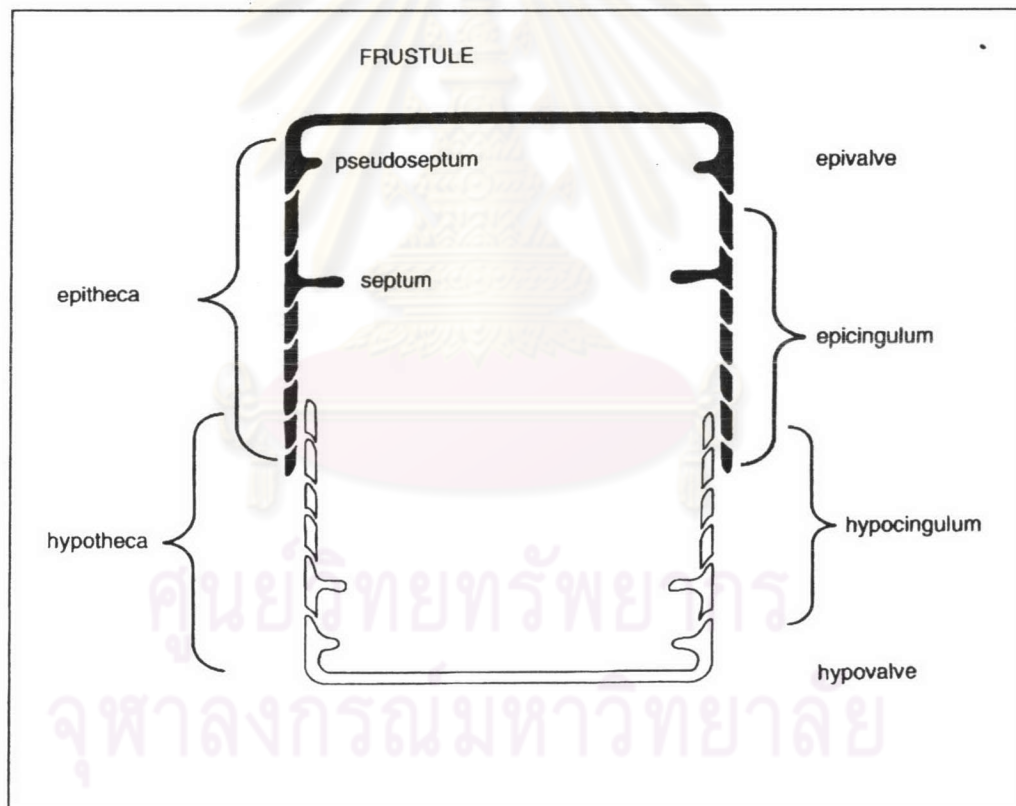 FRUSTULE
pseudoseptum
epivalve
septum
epitheca
epicingulum
hypotheca
hypocingulum
hypovalve
ศูนย์วิทยทรัพยากร
จุฬาลงกรณ์มหาวิทยาลัย